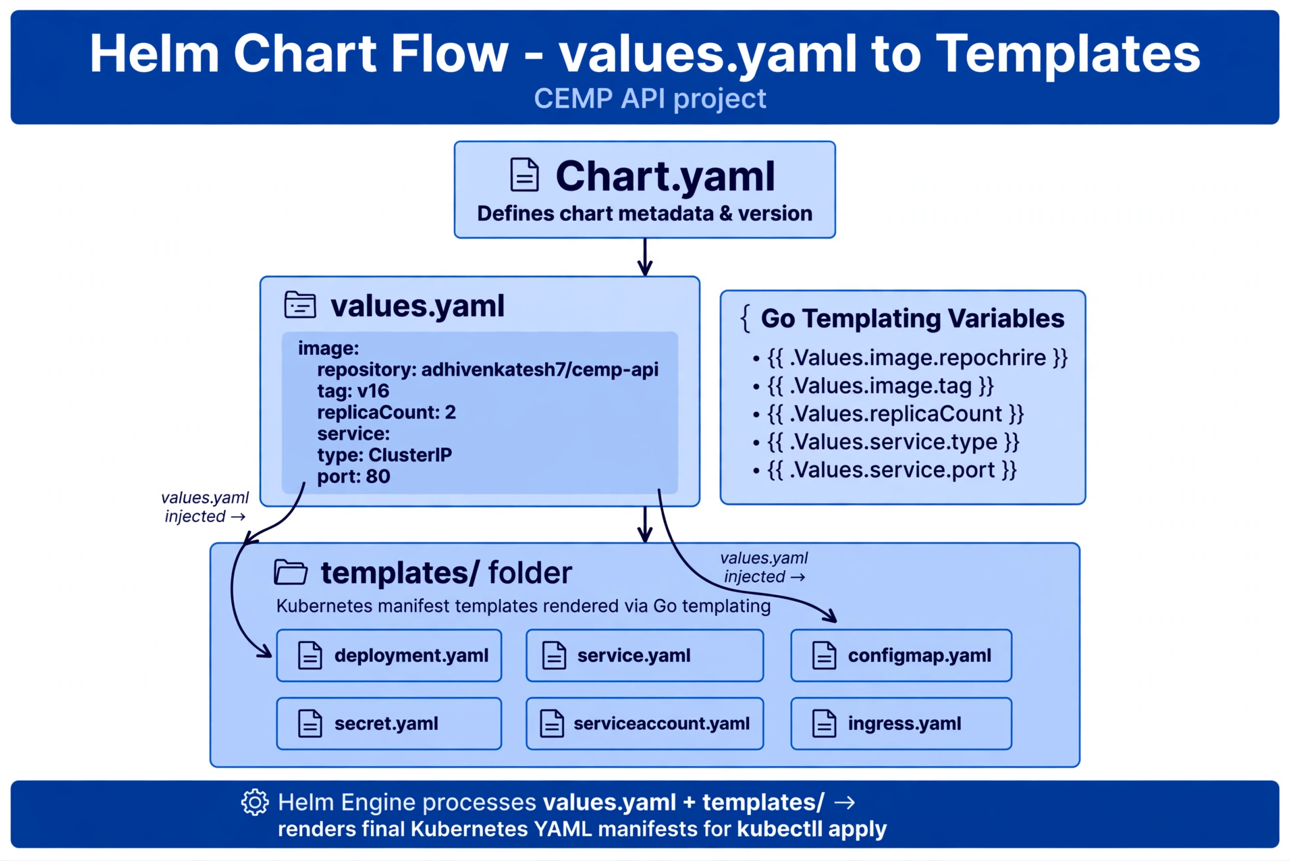 Helm Chart Flow - values.yaml to Templates
CEMP API project
Chart.yaml
Defines chart metadata & version
values.yaml
image:
repository: adhivenkatesh7/cemp-api
tag: v16
replicaCount: 2
service:
type: ClusterIP
port: 80
{ Go Templating Variables
• {{ .Values.image.repochrire }}
• {{ .Values.image.tag }}
• {{ .Values.replicaCount }}
• {{ .Values.service.type }}
• {{ .Values.service.port }}
values.yaml
injected →
values.yaml
injected →
templates/ folder
Kubernetes manifest templates rendered via Go templating
deployment.yaml
service.yaml
configmap.yaml
secret.yaml
serviceaccount.yaml
ingress.yaml
Helm Engine processes values.yaml + templates/ →
renders final Kubernetes YAML manifests for kubectll apply